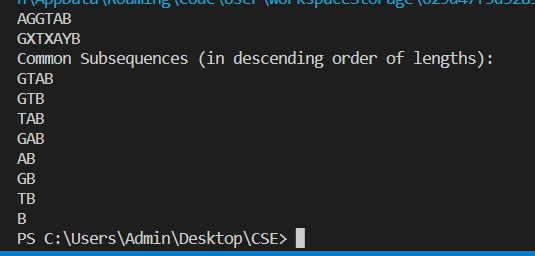 AGGTAB
GXTXAYB
Common Subsequences (in descending order of lengths):
GTAB
GTB
TAB
GAB
AB
GB
TB
B
PS C:\Users\Admin\Desktop\CSE>